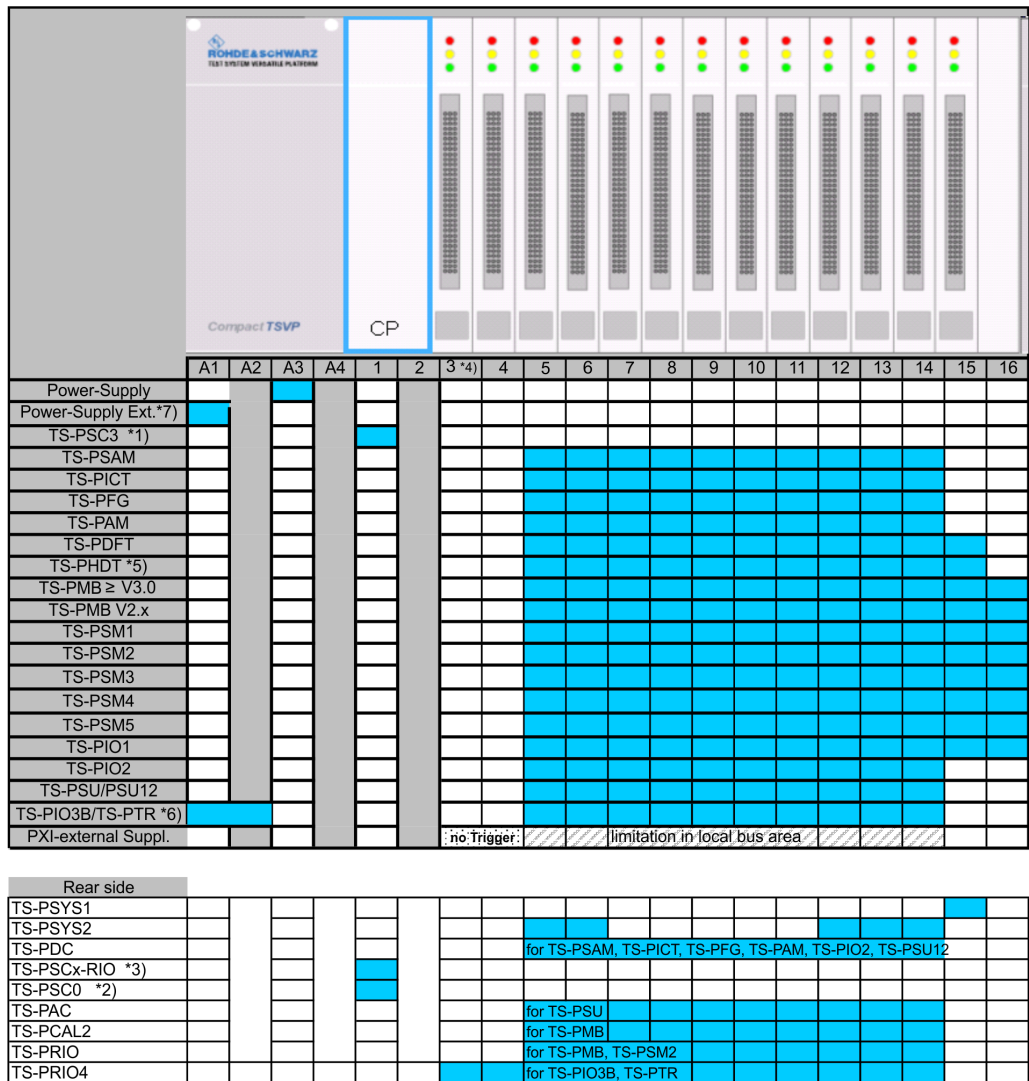 ROHDE & SCHWARZ
TEST SYSTEM VERSATILE PLATFORM
Compact TSVP
CP
A1 A2 A3 A4 1 2 3 *4) 4 5 6 7 8 9 10 11 12 13 14 15 16
Power-Supply
Power-Supply Ext.*7)
TS-PSC3 *1)
TS-PSAM
TS-PICT
TS-PFG
TS-PAM
TS-PDFT
TS-PHDT *5)
TS-PMB ≥ V3.0
TS-PMB V2.x
TS-PSM1
TS-PSM2
TS-PSM3
TS-PSM4
TS-PSM5
TS-PIO1
TS-PIO2
TS-PSU/PSU12
TS-PIO3B/TS-PTR *6)
PXI-external Suppl. no Trigger limitation in local bus area
Rear side
TS-PSYS1
TS-PSYS2
TS-PDC for TS-PSAM, TS-PICT, TS-PFG, TS-PAM, TS-PIO2, TS-PSU12
TS-PSCx-RIO *3)
TS-PSC0 *2)
TS-PAC for TS-PSU
TS-PCAL2 for TS-PMB
TS-PRIO for TS-PMB, TS-PSM2
TS-PRIO4 for TS-PIO3B, TS-PTR